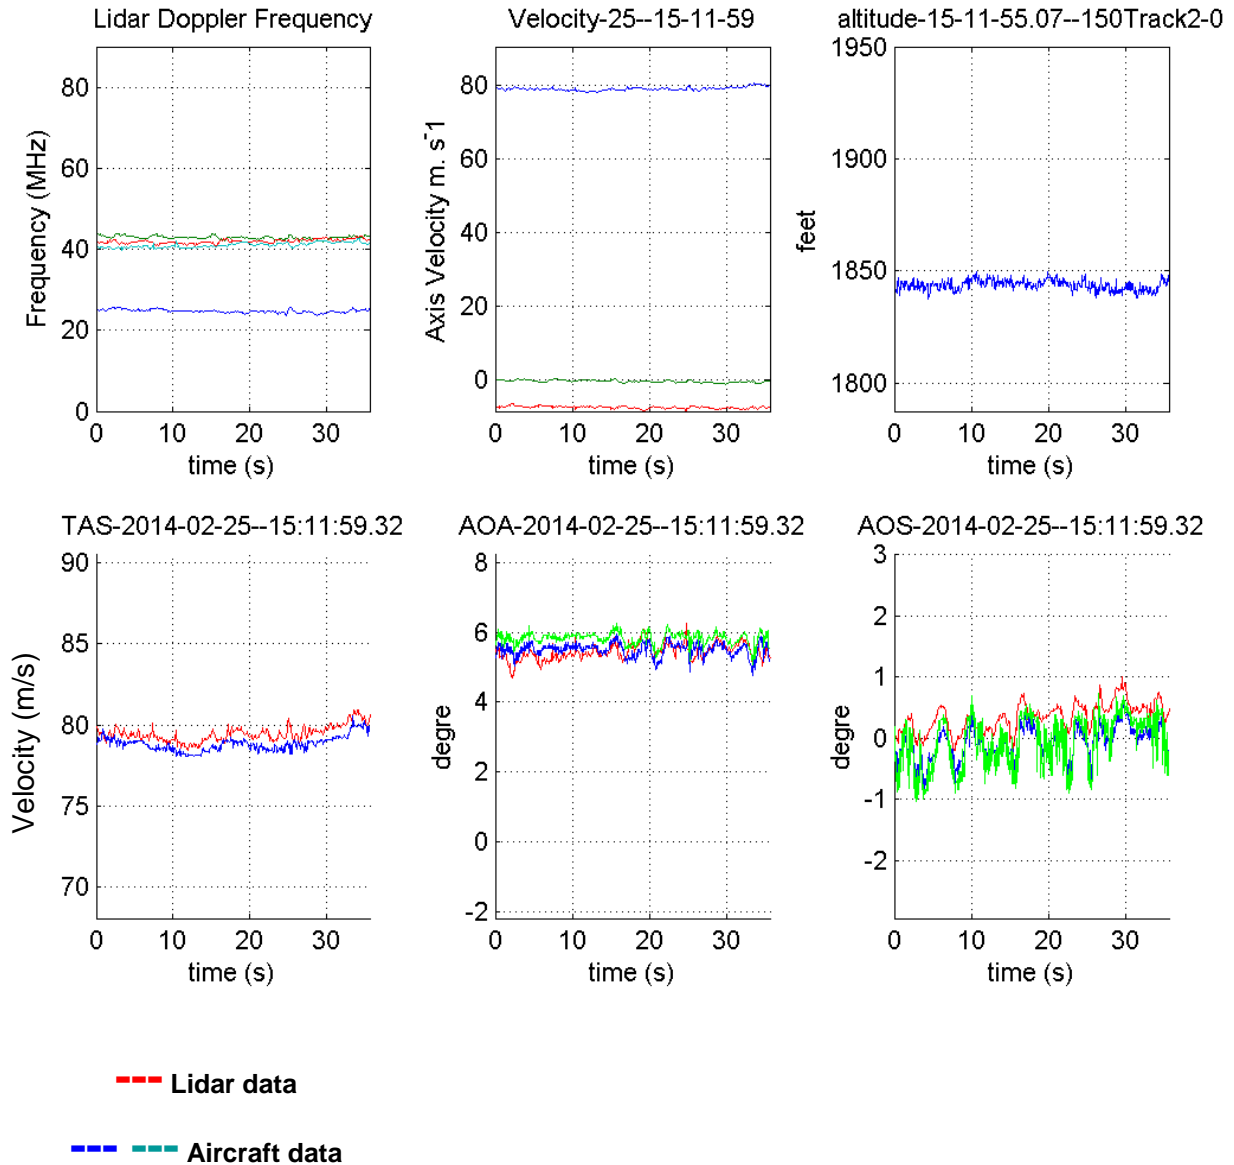 Lidar Doppler Frequency
Frequency (MHz)
80
60
40
20
0
0 10 20 30
time (s)
Velocity-25--15-11-59
Axis Velocity m. s-1
80
60
40
20
0
0 10 20 30
time (s)
altitude-15-11-55.07--150Track2-0
feet
1950
1900
1850
1800
0 10 20 30
time (s)
TAS-2014-02-25--15:11:59.32
Velocity (m/s)
90
85
80
75
70
0 10 20 30
time (s)
AOA-2014-02-25--15:11:59.32
degre
8
6
4
2
0
-2
0 10 20 30
time (s)
AOS-2014-02-25--15:11:59.32
degre
3
2
1
0
-1
-2
0 10 20 30
time (s)
Lidar data
Aircraft data